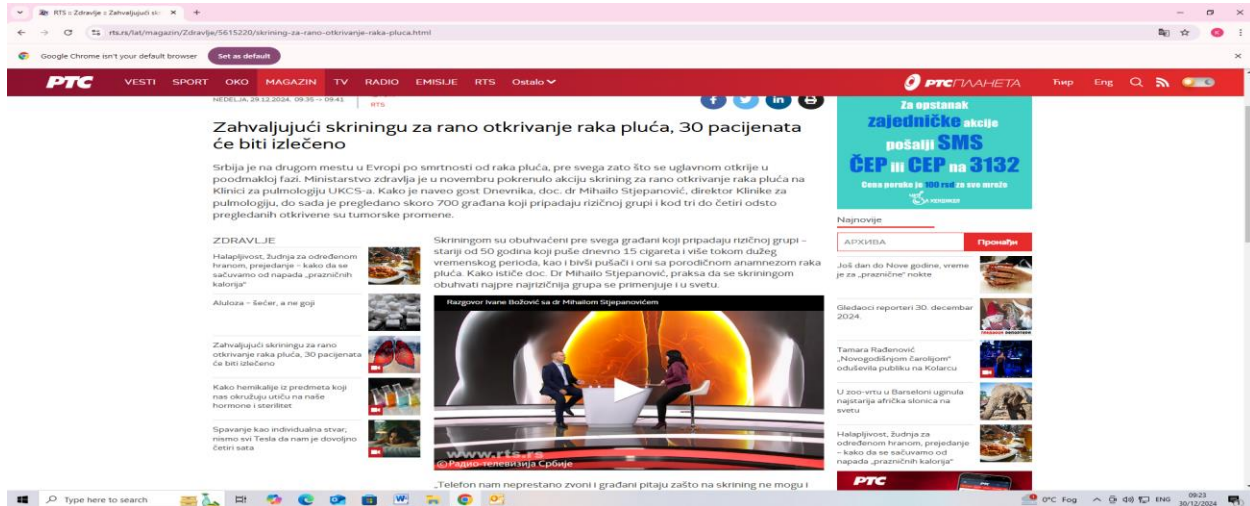 RTS :: Zdravlje :: Zahvaljujući sk
rts.rs/lat/magazin/Zdravlje/5615220/skrining-za-rano-otkrivanje-raka-pluca.html
Google Chrome isn't your default browser
Set as default
РТС
VESTI
SPORT
OKO
MAGAZIN
TV
RADIO
EMISIJE
RTS
Ostalo
РТСПЛАНЕТА
Ћир
Eng
NEDELJA, 29.12.2024, 09:35 -> 09:41
RTS
Zahvaljujući skriningu za rano otkrivanje raka pluća, 30 pacijenata
će biti izlečeno
Srbija je na drugom mestu u Evropi po smrtnosti od raka pluća, pre svega zato što se uglavnom otkrije u
poodmakloj fazi. Ministarstvo zdravlja je u novembru pokrenulo akciju skrining za rano otkrivanje raka pluća na
Klinici za pulmologiju UKCS-a. Kako je naveo gost Dnevnika, doc. dr Mihailo Stjepanović, direktor Klinike za
pulmologiju, do sada je pregledano skoro 700 građana koji pripadaju rizičnoj grupi i kod tri do četiri odsto
pregledanih otkrivene su tumorske promene.
ZDRAVLJE
Halapljivost, žudnja za određenom
hranom, prejedanje – kako da se
sačuvamo od napada „prazničnih
kalorija"
Aluloza – šećer, a ne goji
Zahvaljujući skriningu za rano
otkrivanje raka pluća, 30 pacijenata
će biti izlečeno
Kako hemikalije iz predmeta koji
nas okružuju utiču na naše
hormone i sterilitet
Spavanje kao individualna stvar,
nismo svi Tesla da nam je dovoljno
četiri sata
Skriningom su obuhvaćeni pre svega građani koji pripadaju rizičnoj grupi –
stariji od 50 godina koji puše dnevno 15 cigareta i više tokom dužeg
vremenskog perioda, kao i bivši pušači i oni sa porodičnom anamnezom raka
pluća. Kako ističe doc. Dr Mihailo Stjepanović, praksa da se skriningom
obuhvati najpre najrizičnija grupa se primenjuje i u svetu.
Razgovor Ivane Božović sa dr Mihailom Stjepanovićem
www.rts.rs
©Радио-телевизија Србије
„Telefon nam neprestano zvoni i građani pitaju zašto na skrining ne mogu i
Za opstanak
zajedničke akcije
pošalji SMS
ČEP ili CEP na 3132
Cena poruke je 100 rsd za sve mreže
Najnovije
АРХИВА
Пронађи
Još dan do Nove godine, vreme
je za „praznične" nokte
Gledaoci reporteri 30. decembar
2024.
Tamara Rađenović
„Novogodišnjom čarolijom"
oduševila publiku na Kolarcu
U zoo-vrtu u Barseloni uginula
najstarija afrička slonica na
svetu
Halapljivost, žudnja za
određenom hranom, prejedanje
– kako da se sačuvamo od
napada „prazničnih kalorija"
РТС
Type here to search
0°C Fog
ENG
09:23
30/12/2024